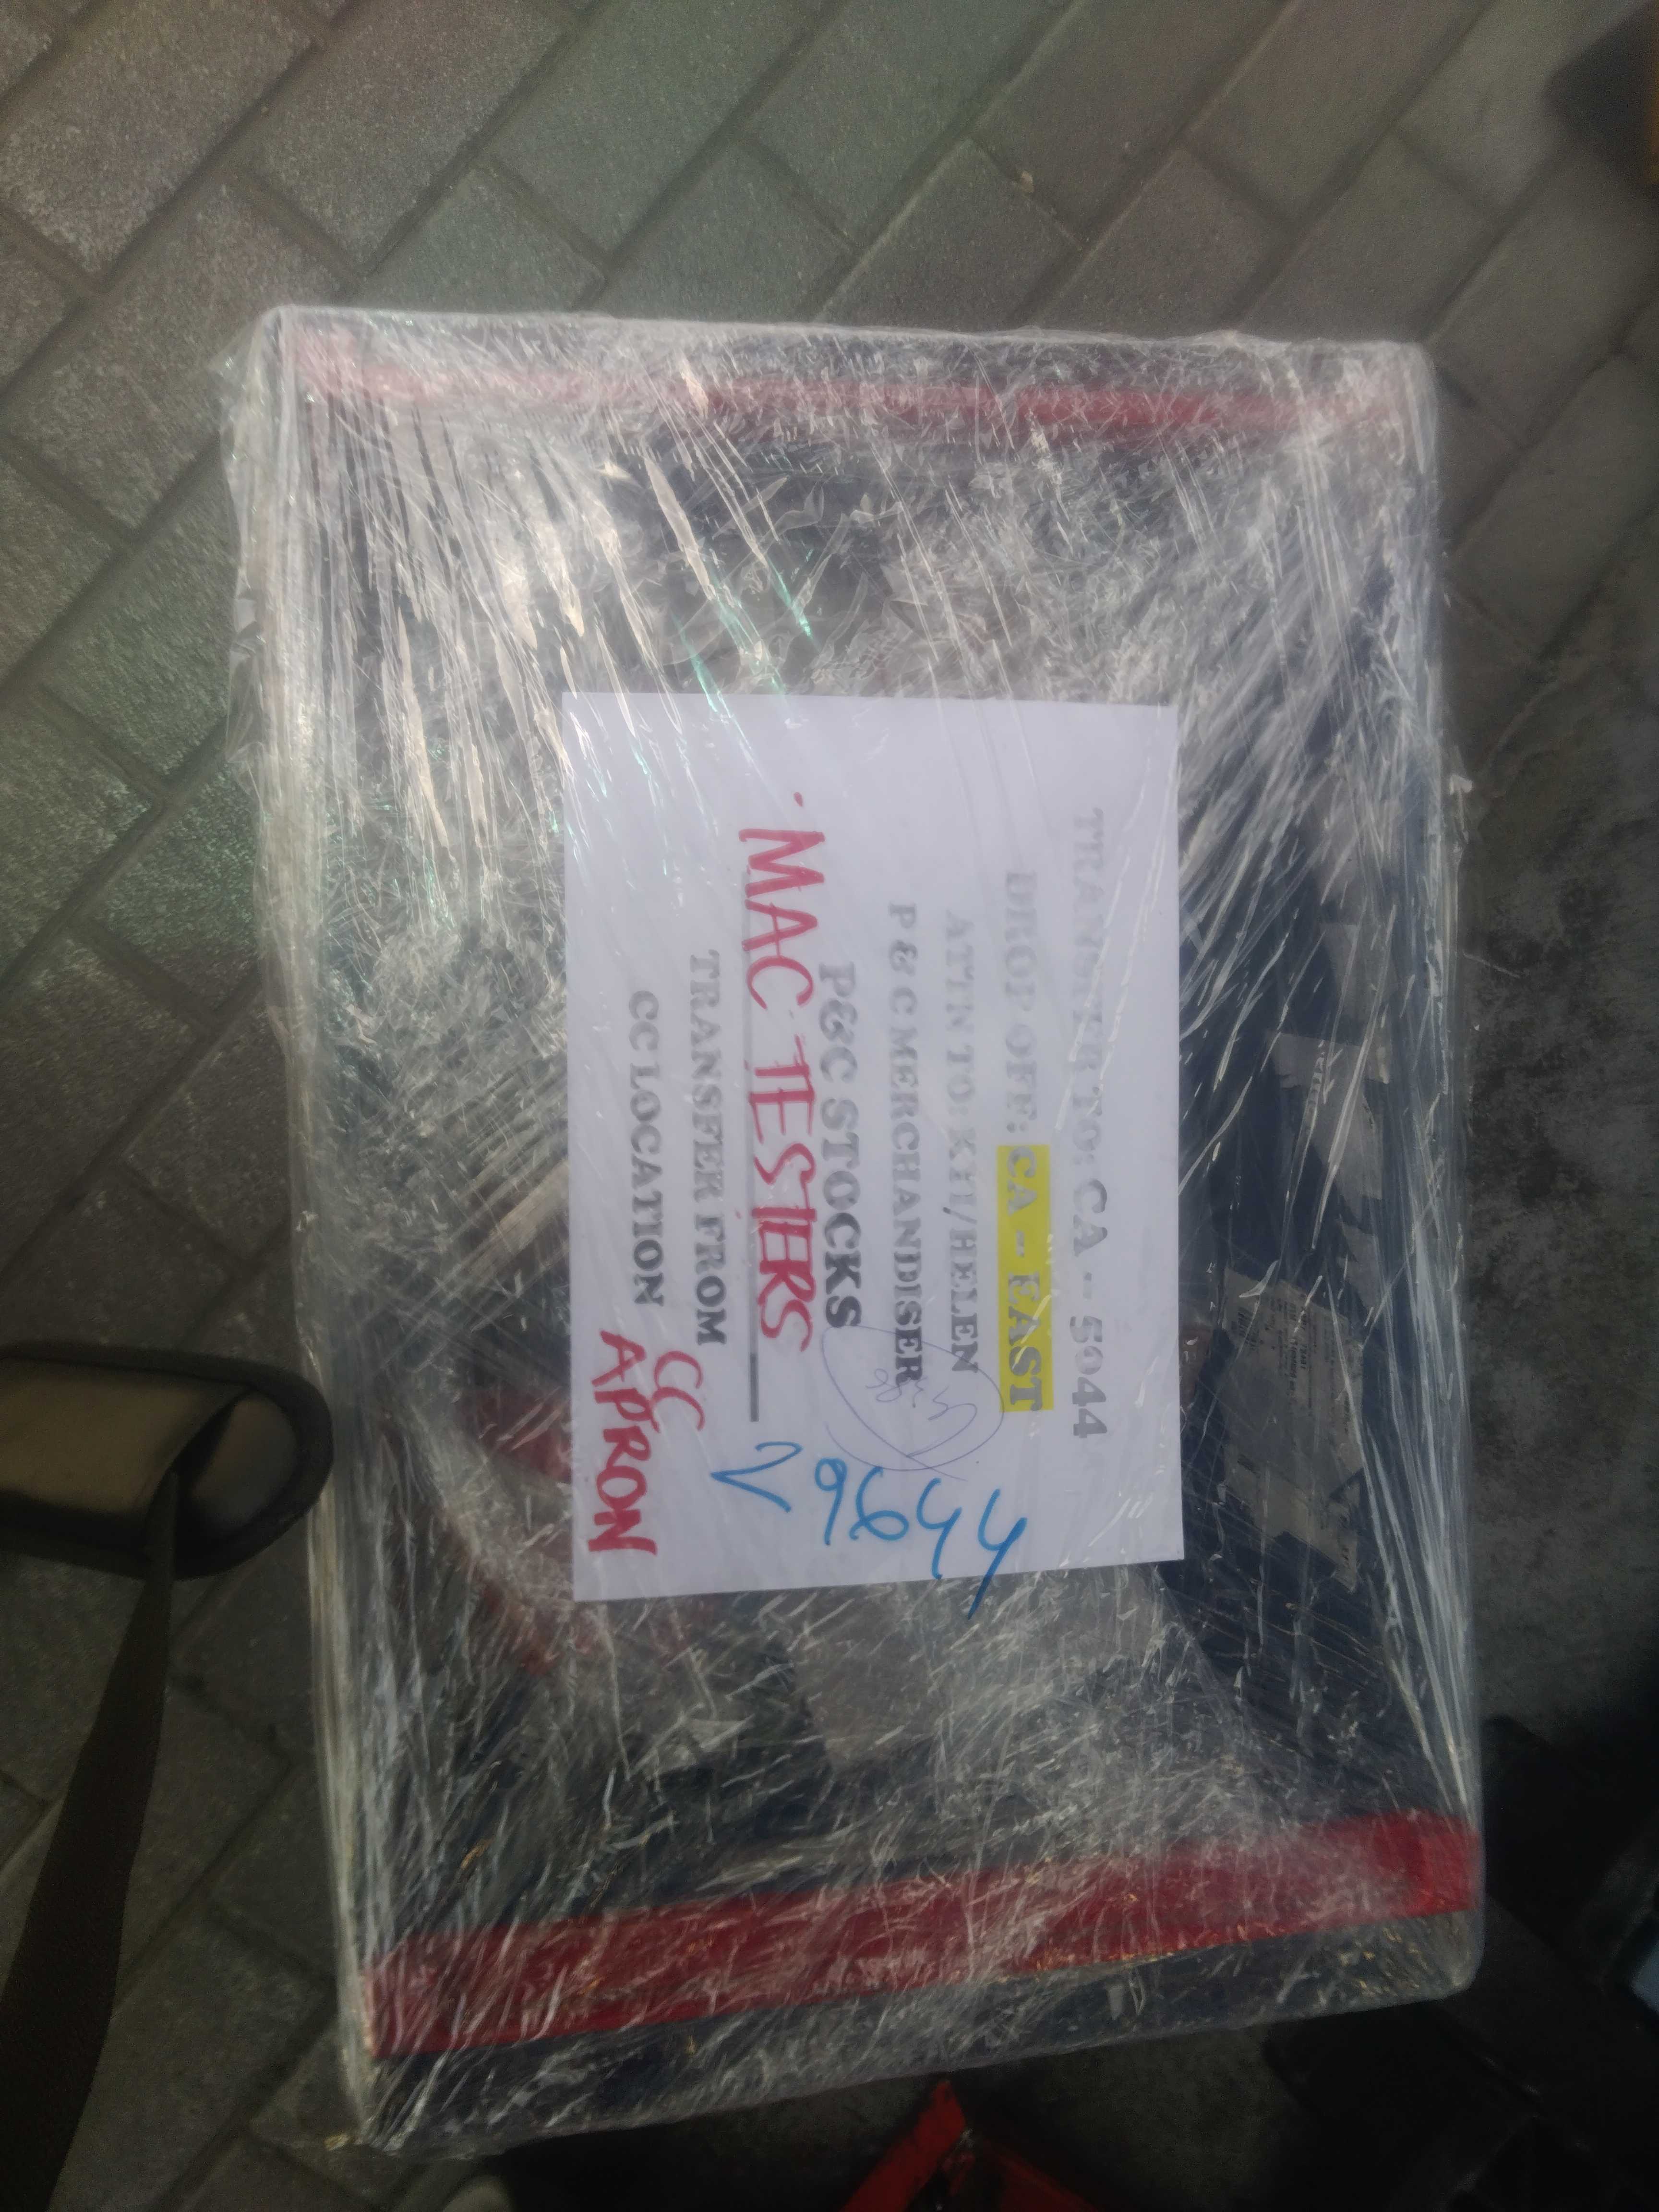 TRANSFER TO: CA - 5044
DROP OFF: CA - EAST
ATTN TO: KIT/HELEN
P & C MERCHANDISER
P&C STOCKS
MAC TESTERS
TRANSFER FROM
CC LOCATION
CC
APRON
29644